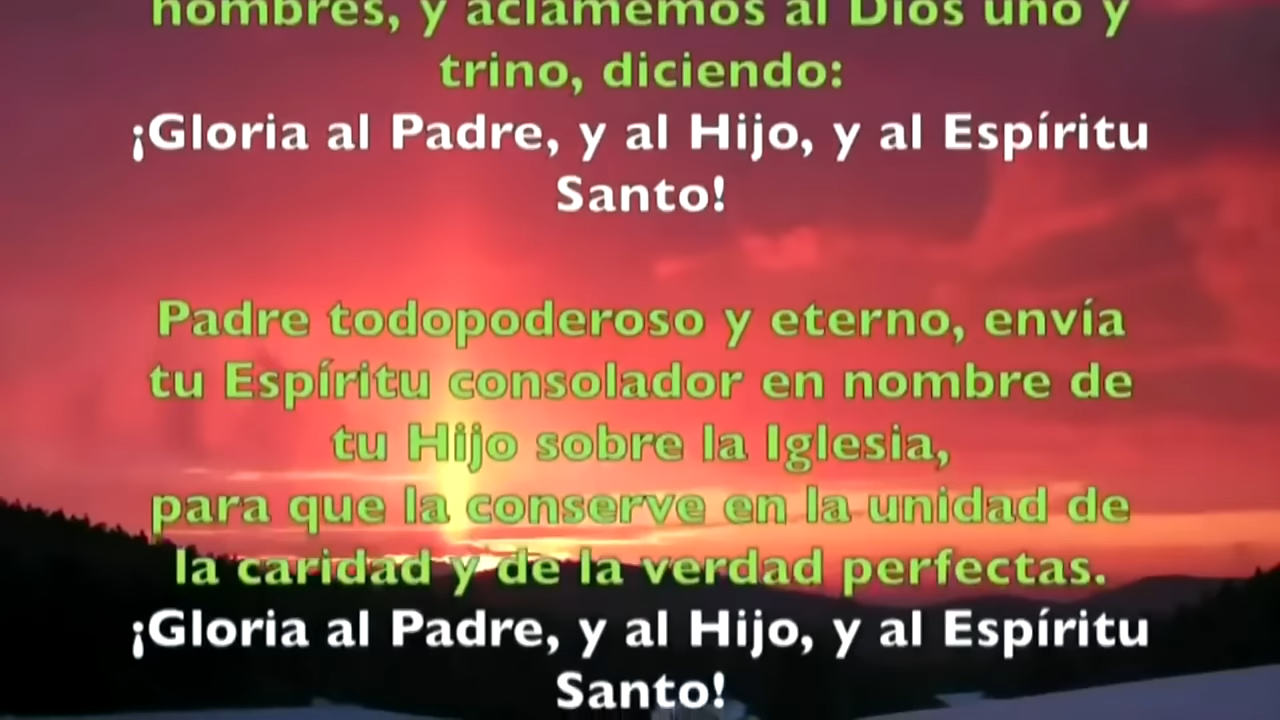 hombres, y aclamemos al Dios uno y
trino, diciendo:
¡Gloria al Padre, y al Hijo, y al Espíritu
Santo!
Padre todopoderoso y eterno, envía
tu Espíritu consolador en nombre de
tu Hijo sobre la Iglesia,
para que la conserve en la unidad de
la caridad y de la verdad perfectas.
¡Gloria al Padre, y al Hijo, y al Espíritu
Santo!